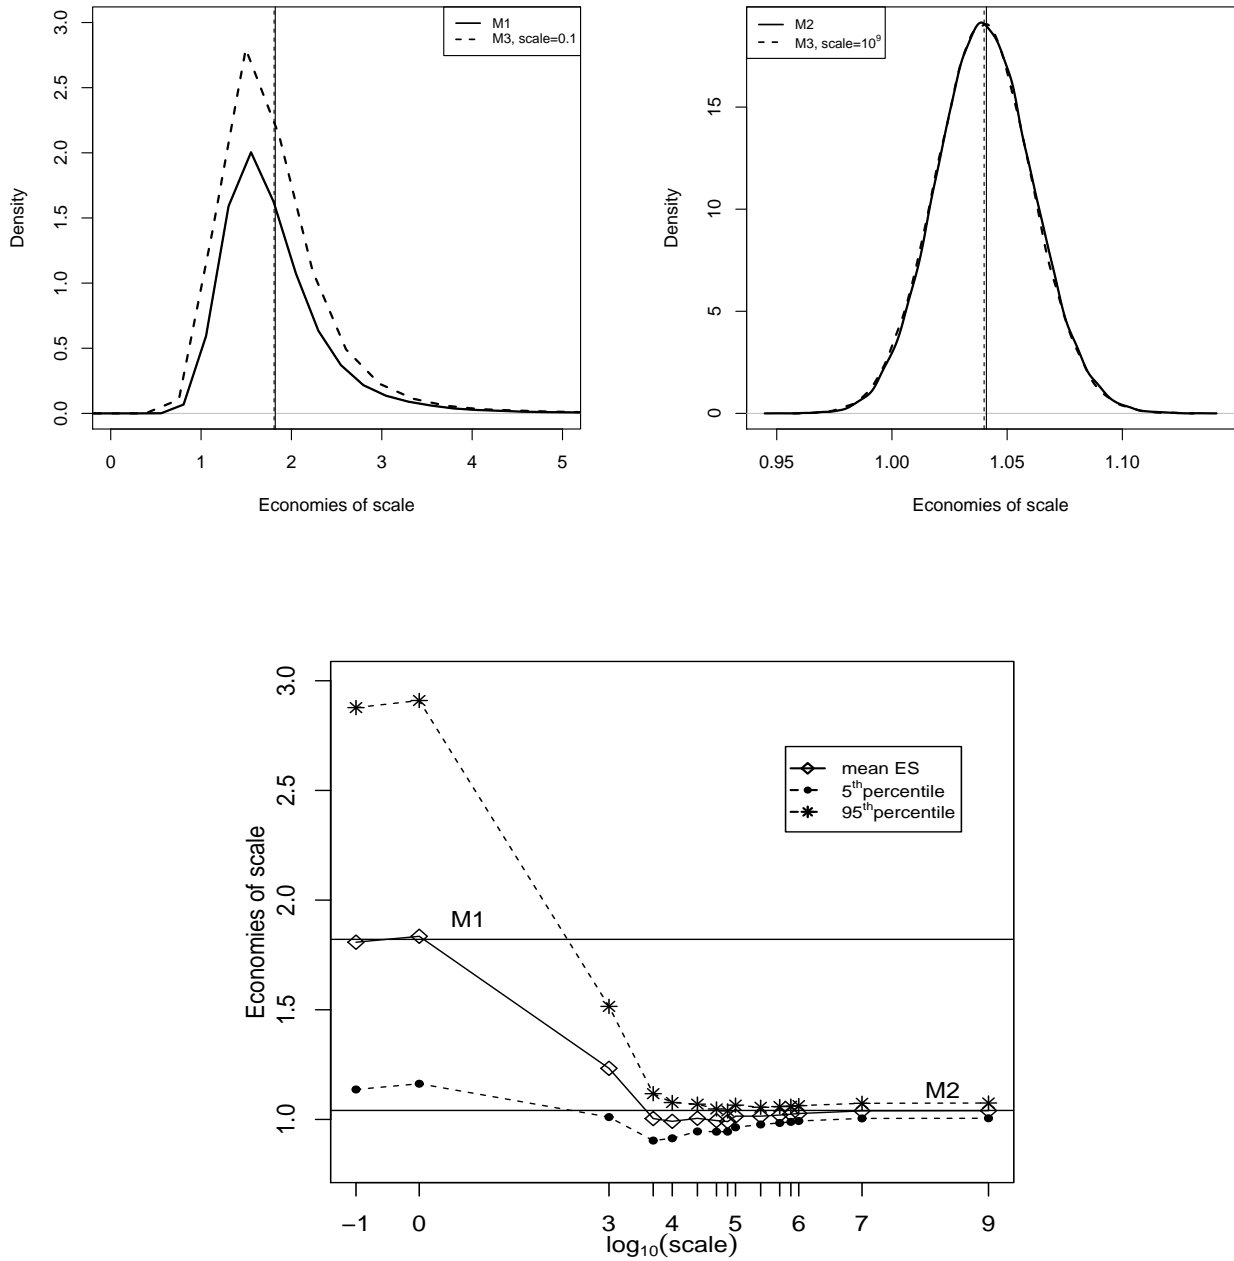 M1
M3, scale=0.1
Density
0.0 0.5 1.0 1.5 2.0 2.5 3.0
0 1 2 3 4 5
Economies of scale
M2
M3, scale=10⁹
Density
0 5 10 15
0.95 1.00 1.05 1.10
Economies of scale
mean ES
5ᵗʰpercentile
95ᵗʰpercentile
M1
M2
Economies of scale
1.0 1.5 2.0 2.5 3.0
−1 0 3 4 5 6 7 9
log₁₀(scale)